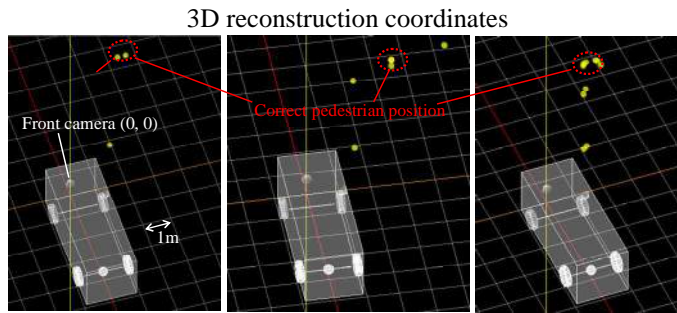 3D reconstruction coordinates
Correct pedestrian position
Front camera (0, 0)
1m